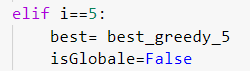 elif i==5:
    best= best_greedy_5
    isGlobale=False